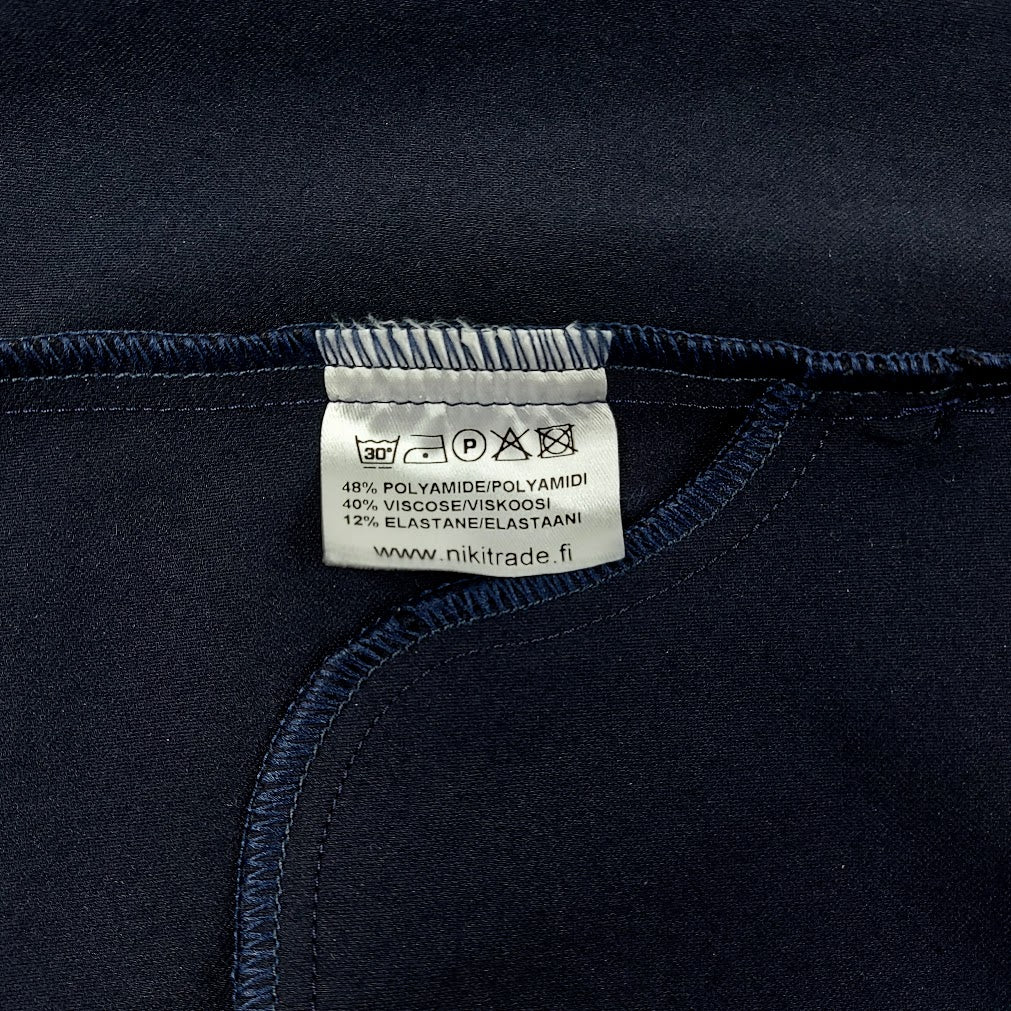 30° P
48% POLYAMIDE/POLYAMIDI
40% VISCOSE/VISKOOSI
12% ELASTANE/ELASTAANI
www.nikitrade.fi